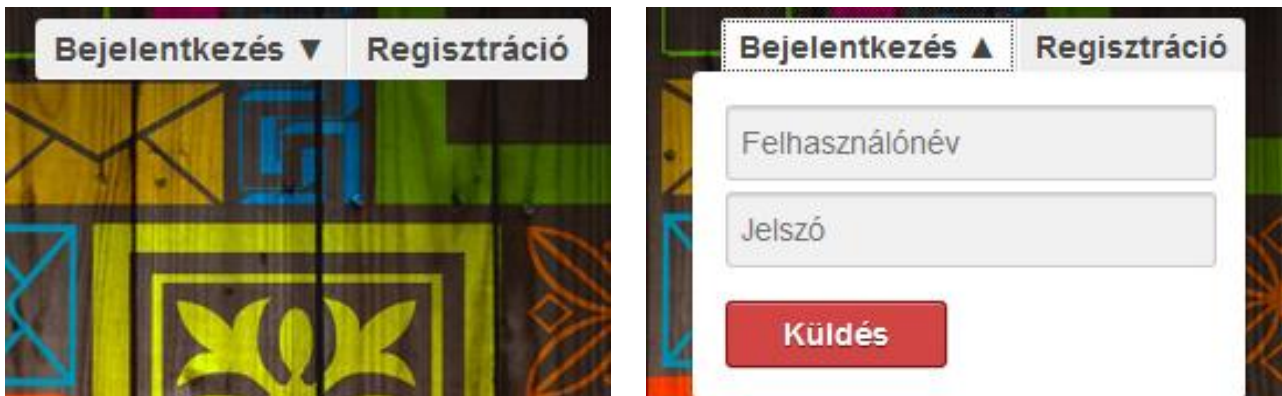 Bejelentkezés ▼ Regisztráció
Bejelentkezés ▲ Regisztráció
Felhasználónév
Jelszó
Küldés